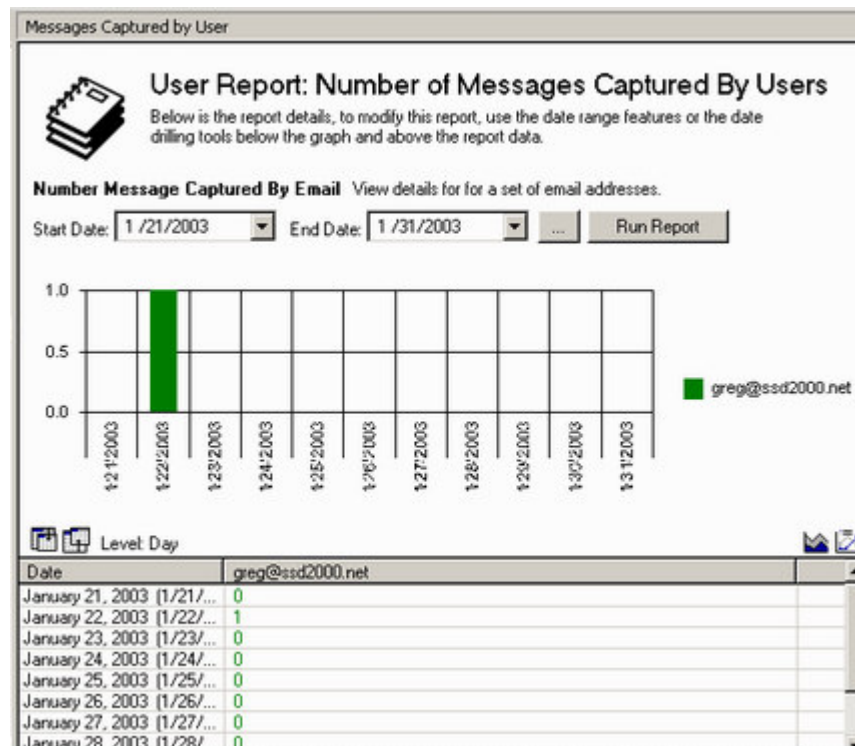 Messages Captured by User
User Report: Number of Messages Captured By Users
Below is the report details, to modify this report, use the date range features or the date
drilling tools below the graph and above the report data.
Number Message Captured By Email View details for for a set of email addresses.
Start Date: 1 /21/2003 End Date: 1 /31/2003 ... Run Report
1.0
0.5
0.0
greg@ssd2000.net
1/21/2003
1/22/2003
1/23/2003
1/24/2003
1/25/2003
1/26/2003
1/27/2003
1/28/2003
1/29/2003
1/30/2003
1/31/2003
Level: Day
Date greg@ssd2000.net
January 21, 2003 (1/21/... 0
January 22, 2003 (1/22/... 1
January 23, 2003 (1/23/... 0
January 24, 2003 (1/24/... 0
January 25, 2003 (1/25/... 0
January 26, 2003 (1/26/... 0
January 27, 2003 (1/27/... 0
January 28, 2003 (1/28/... 0